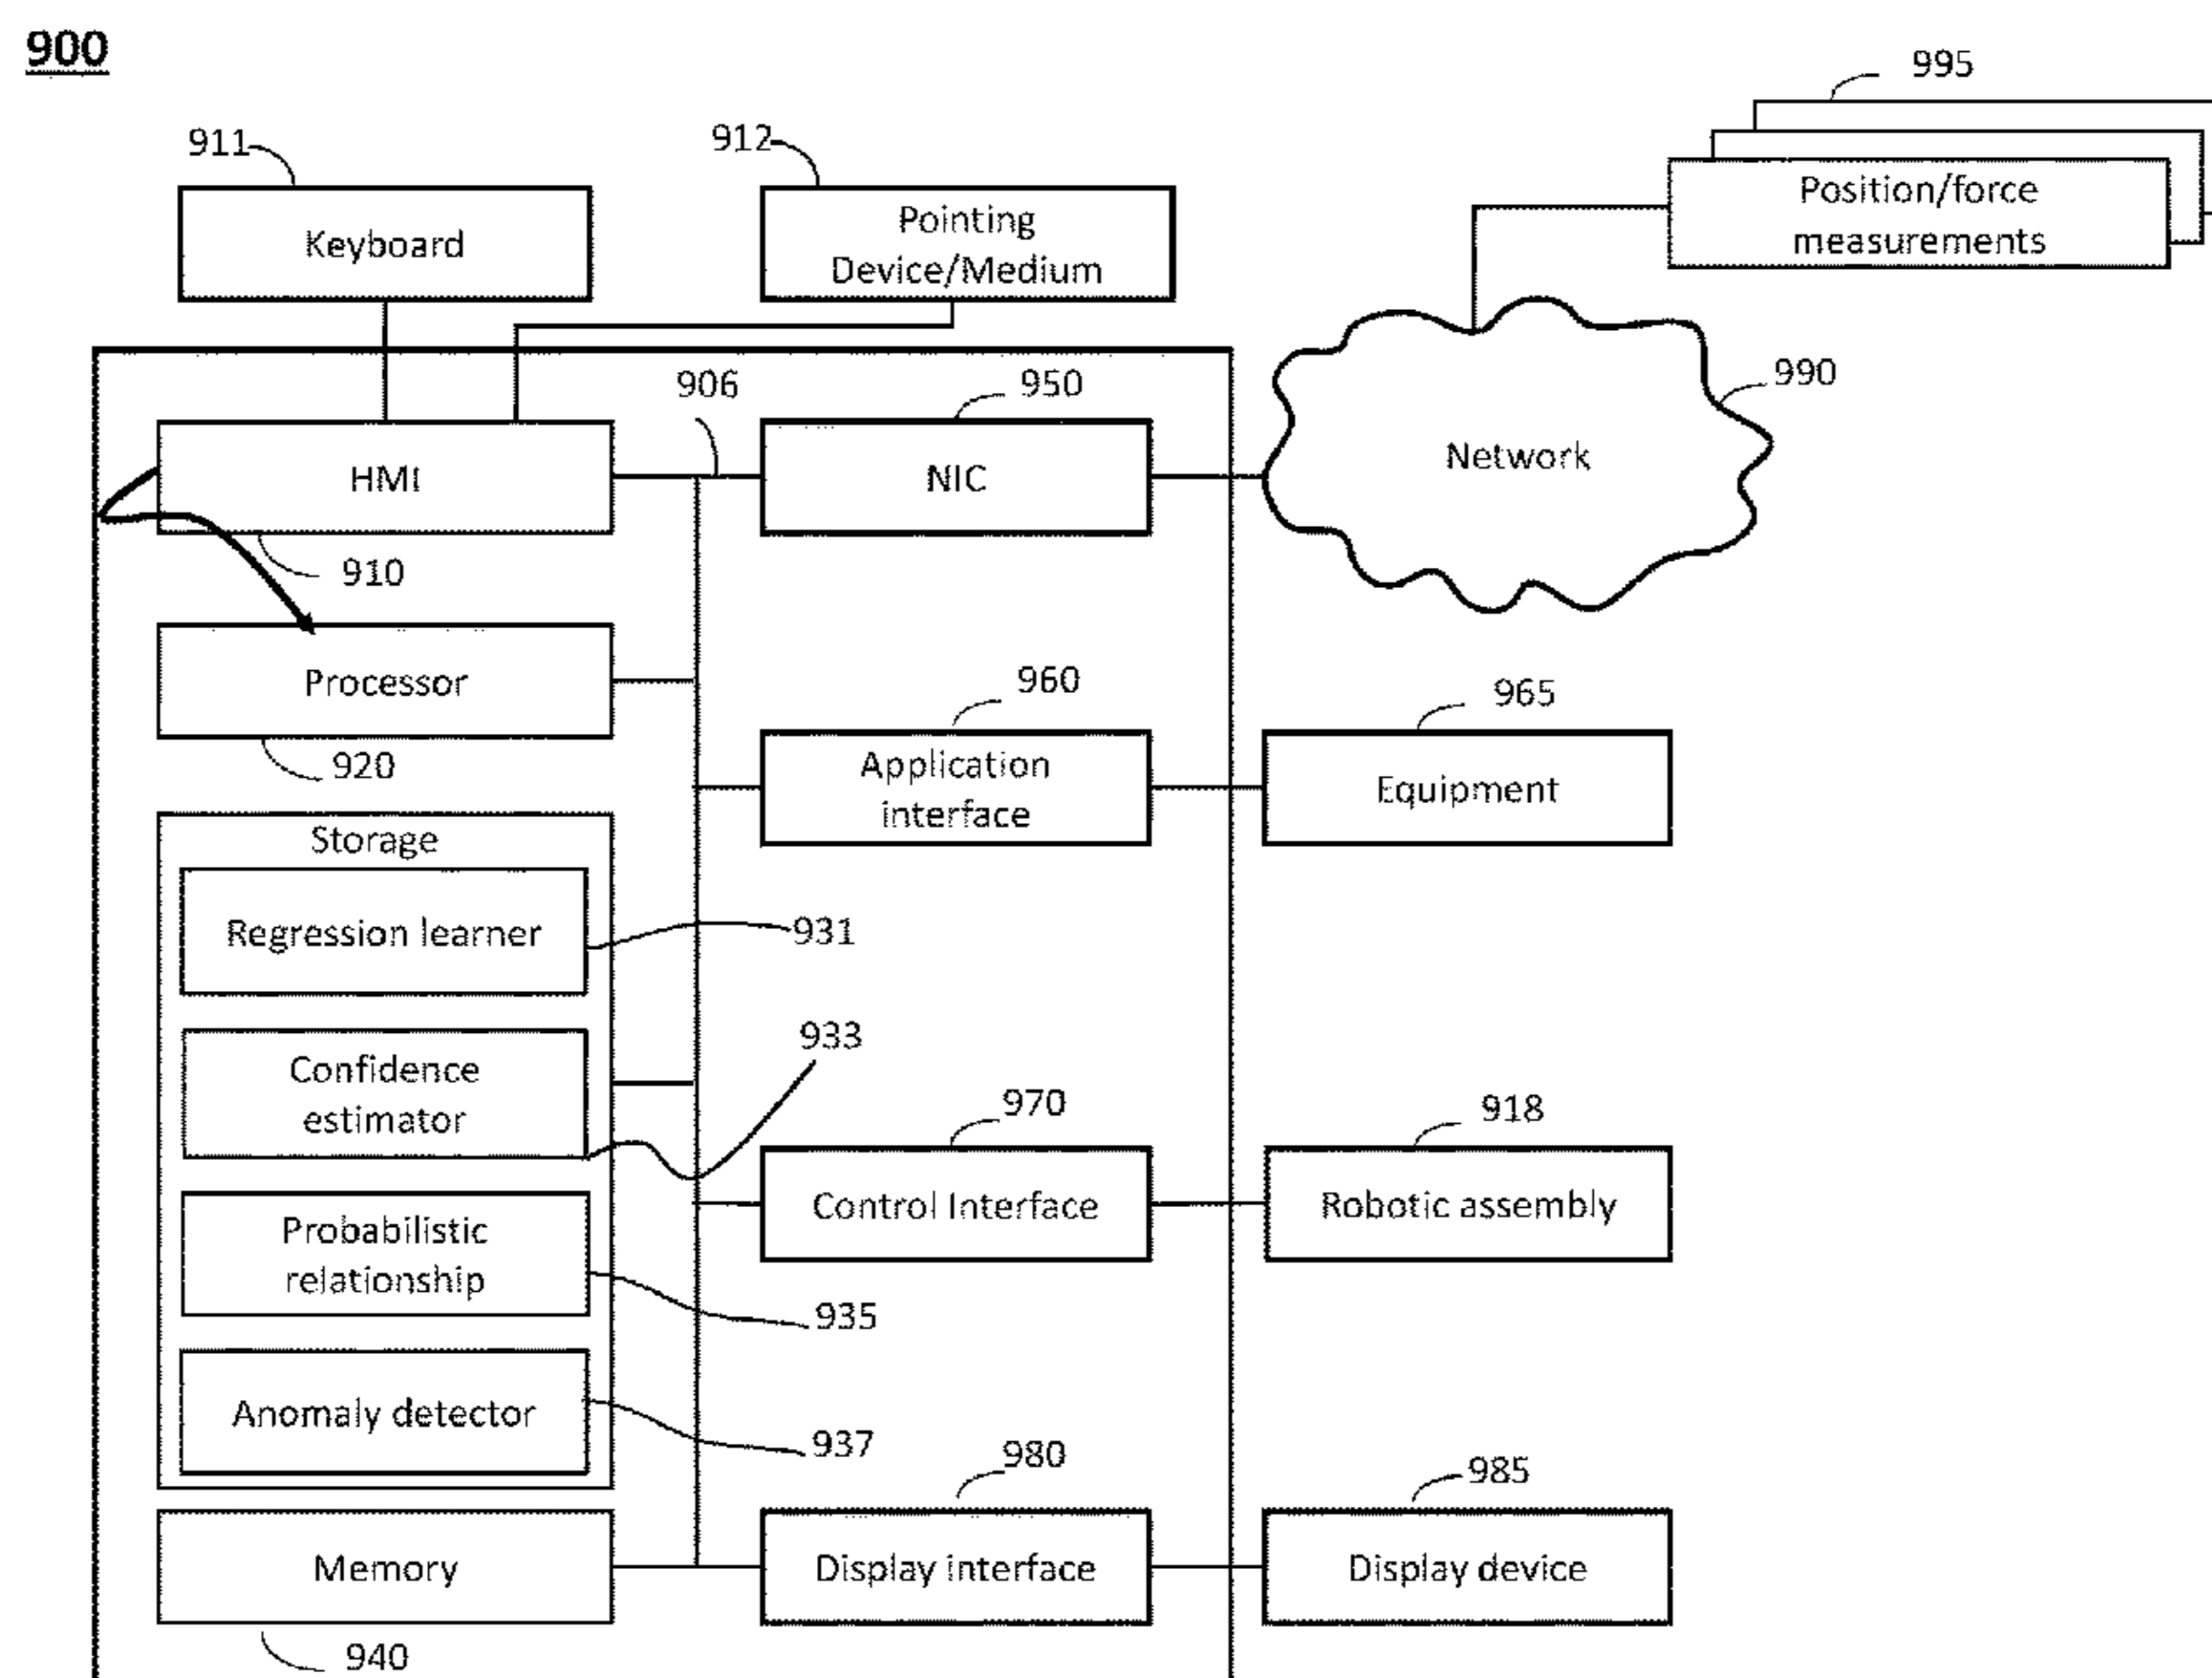 900
995
911
912
Position/force
measurements
Keyboard
Pointing
Device/Medium
906
950
990
HMI
NIC
Network
910
Processor
960
965
920
Application
interface
Equipment
Storage
Regression learner
931
933
Confidence
estimator
970
918
Control Interface
Robotic assembly
Probabilistic
relationship
935
Anomaly detector
937
980
985
Memory
Display interface
Display device
940